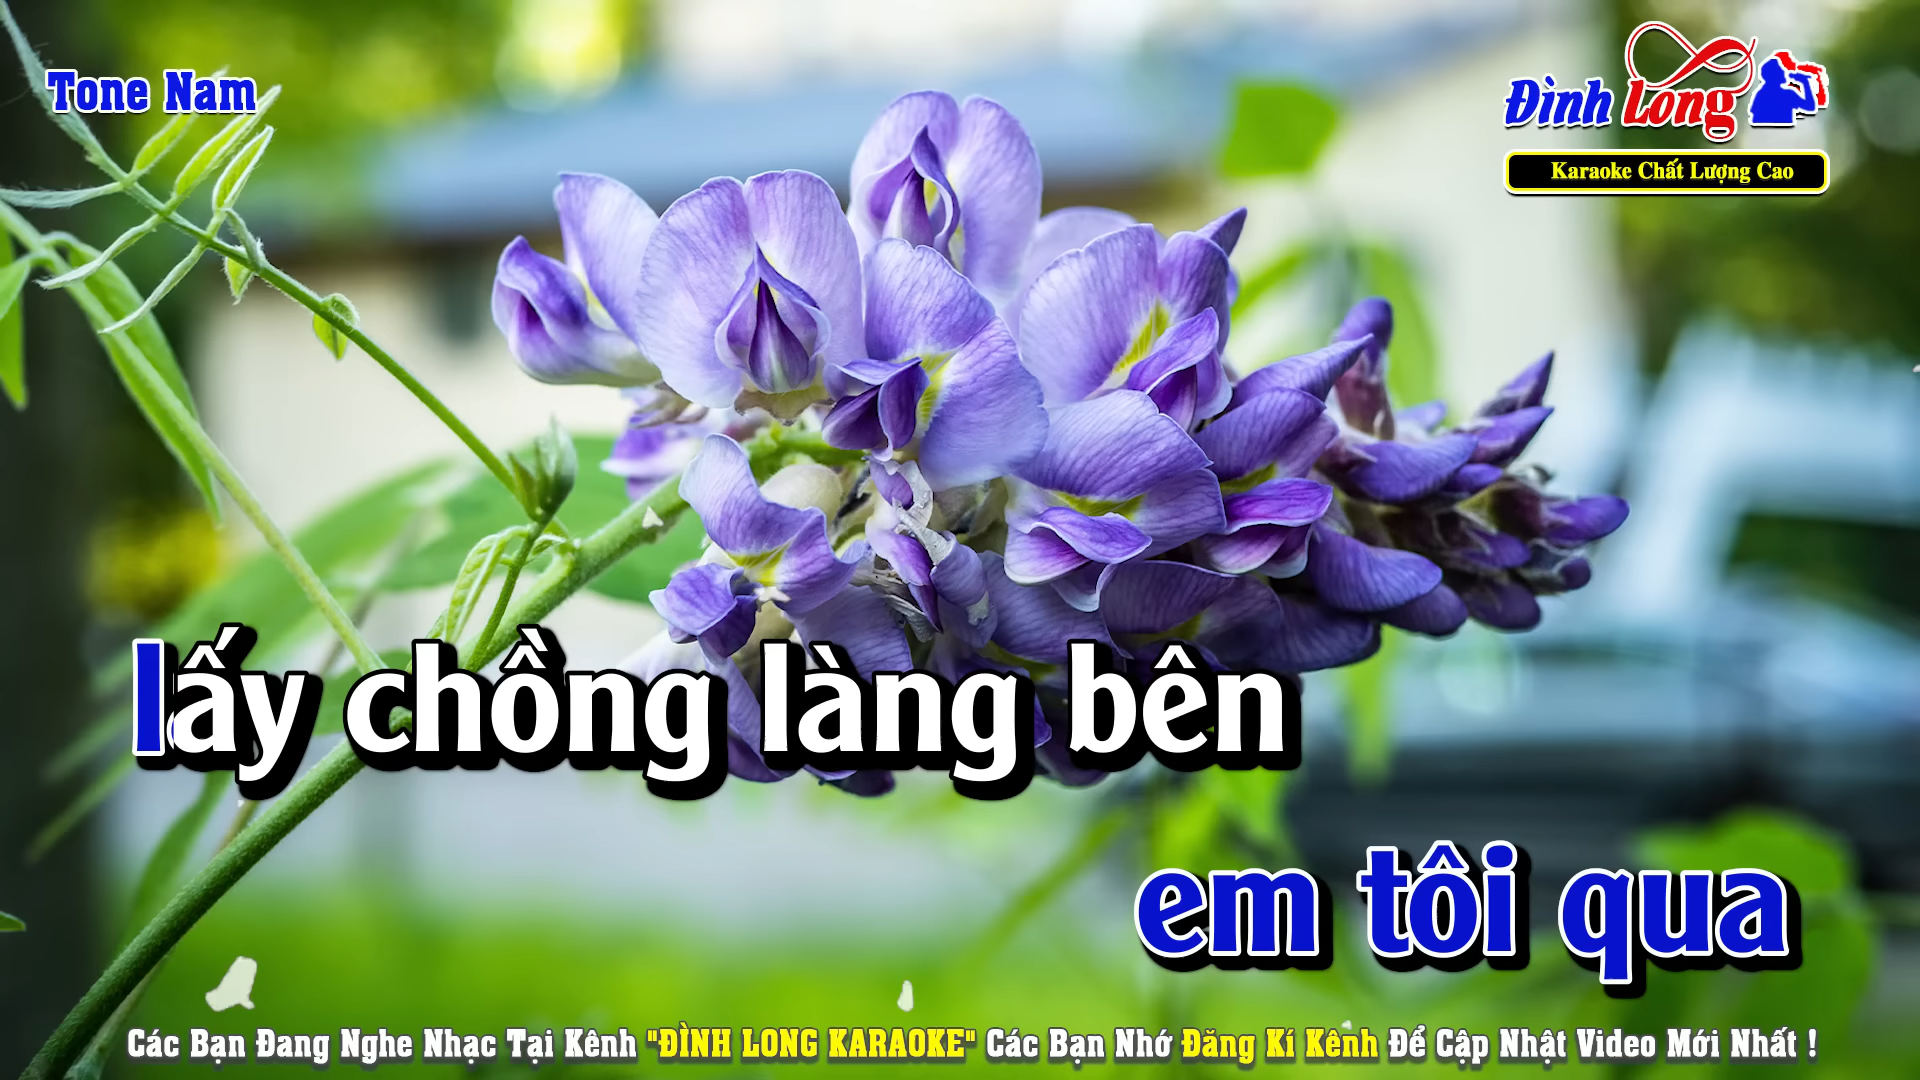 Tone Nam
Đình Long
Karaoke Chất Lượng Cao
lấy chồng làng bên
em tôi qua
Các Bạn Đang Nghe Nhạc Tại Kênh "ĐÌNH LONG KARAOKE" Các Bạn Nhớ Đăng Kí Kênh Để Cập Nhật Video Mới Nhất !